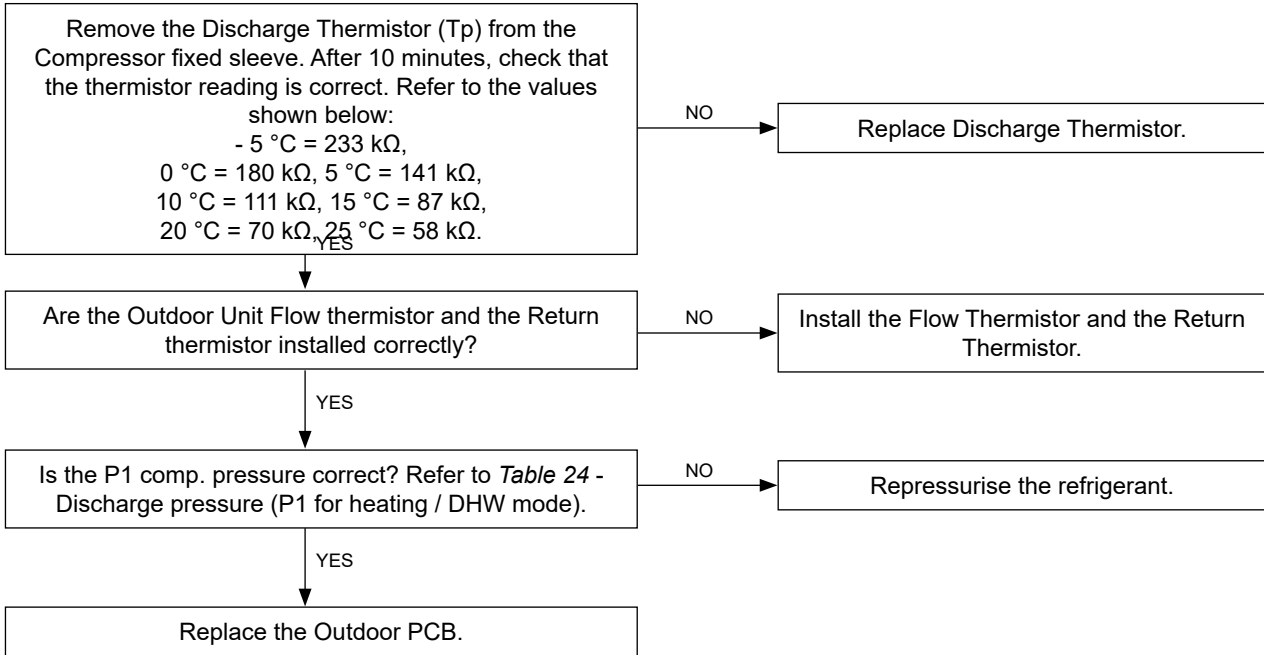 Remove the Discharge Thermistor (Tp) from the
Compressor fixed sleeve. After 10 minutes, check that
the thermistor reading is correct. Refer to the values
shown below:
- 5 °C = 233 kΩ,
0 °C = 180 kΩ, 5 °C = 141 kΩ,
10 °C = 111 kΩ, 15 °C = 87 kΩ,
20 °C = 70 kΩ, 25 °C = 58 kΩ.
NO
Replace Discharge Thermistor.
YES
Are the Outdoor Unit Flow thermistor and the Return
thermistor installed correctly?
NO
Install the Flow Thermistor and the Return
Thermistor.
YES
Is the P1 comp. pressure correct? Refer to Table 24 -
Discharge pressure (P1 for heating / DHW mode).
NO
Repressurise the refrigerant.
YES
Replace the Outdoor PCB.